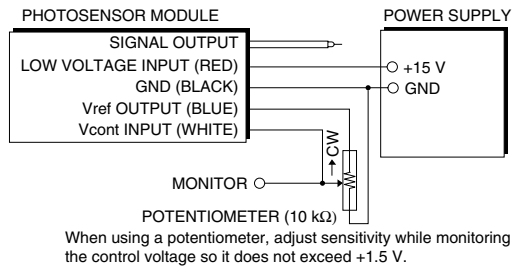 PHOTOSENSOR MODULE
POWER SUPPLY
SIGNAL OUTPUT
LOW VOLTAGE INPUT (RED)
+15 V
GND (BLACK)
GND
Vref OUTPUT (BLUE)
Vcont INPUT (WHITE)
CW
MONITOR
POTENTIOMETER (10 kΩ)
When using a potentiometer, adjust sensitivity while monitoring
the control voltage so it does not exceed +1.5 V.